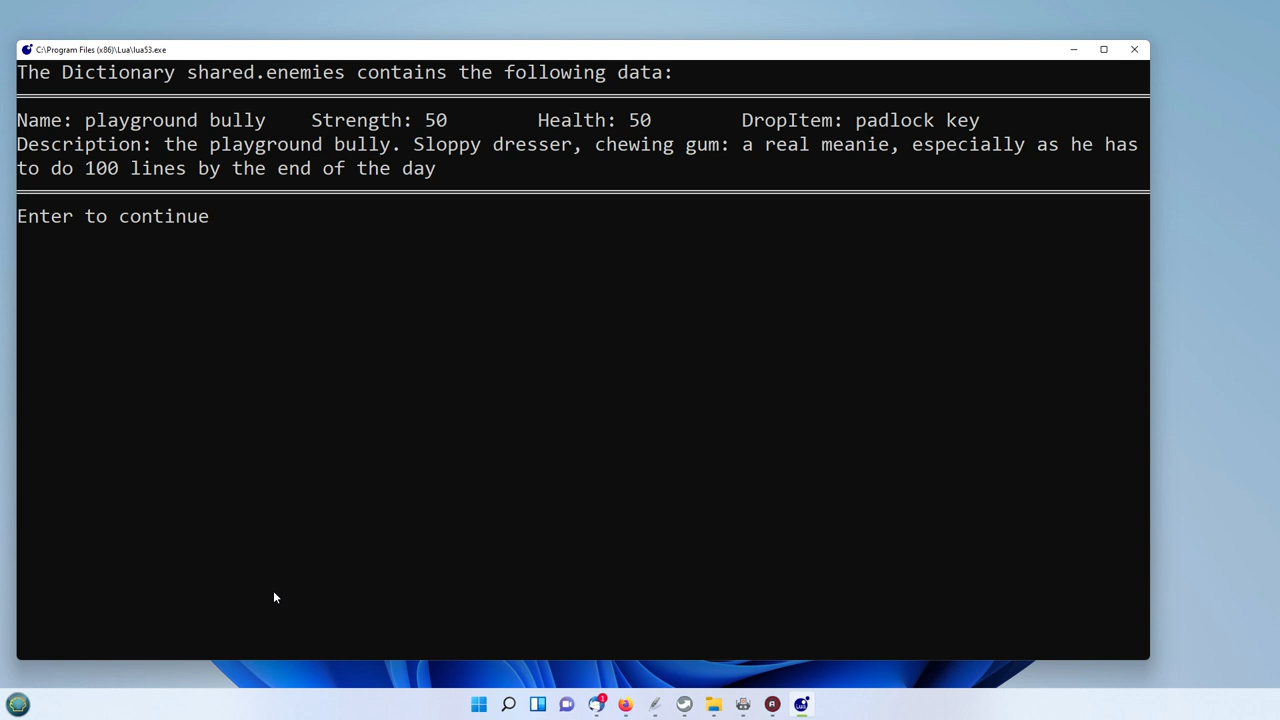 C:\Program Files (x86)\Lua\lua53.exe
The Dictionary shared.enemies contains the following data:
Name: playground bully    Strength: 50        Health: 50        DropItem: padlock key
Description: the playground bully. Sloppy dresser, chewing gum: a real meanie, especially as he has
to do 100 lines by the end of the day
Enter to continue
1
A
LUA